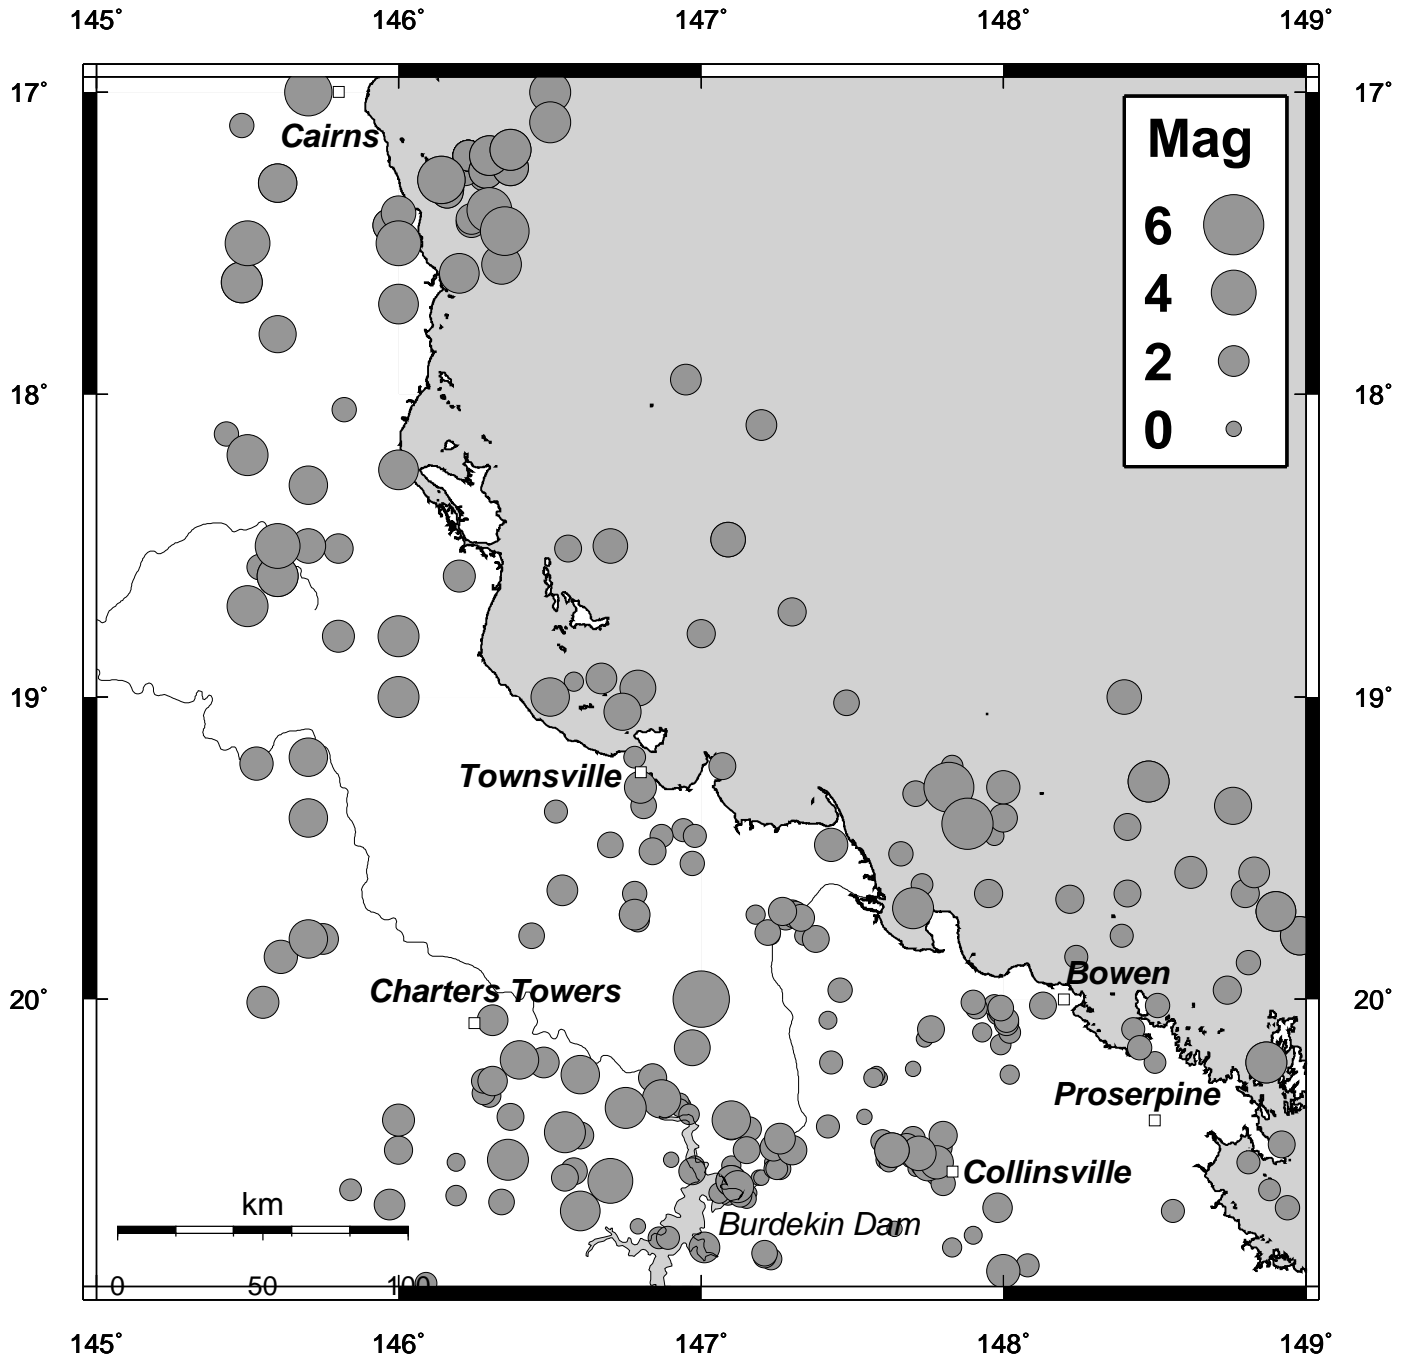 145˚ 146˚ 147˚ 148˚ 149˚
17˚ 17˚
Cairns
Mag
6
4
2
0
18˚ 18˚
19˚ 19˚
Townsville
Bowen
Charters Towers
20˚ 20˚
Proserpine
Collinsville
km
Burdekin Dam
0 50 100
145˚ 146˚ 147˚ 148˚ 149˚